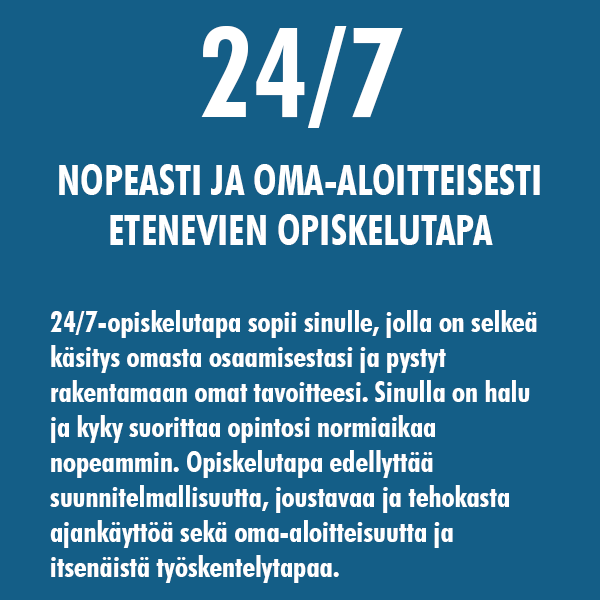 24/7
NOPEASTI JA OMA-ALOITTEISESTI
ETENEVIEN OPISKELUTAPA
24/7-opiskelutapa sopii sinulle, jolla on selkeä
käsitys omasta osaamisestasi ja pystyt
rakentamaan omat tavoitteesi. Sinulla on halu
ja kyky suorittaa opintosi normiaikaa
nopeammin. Opiskelutapa edellyttää
suunnitelmallisuutta, joustavaa ja tehokasta
ajankäyttöä sekä oma-aloitteisuutta ja
itsenäistä työskentelytapaa.